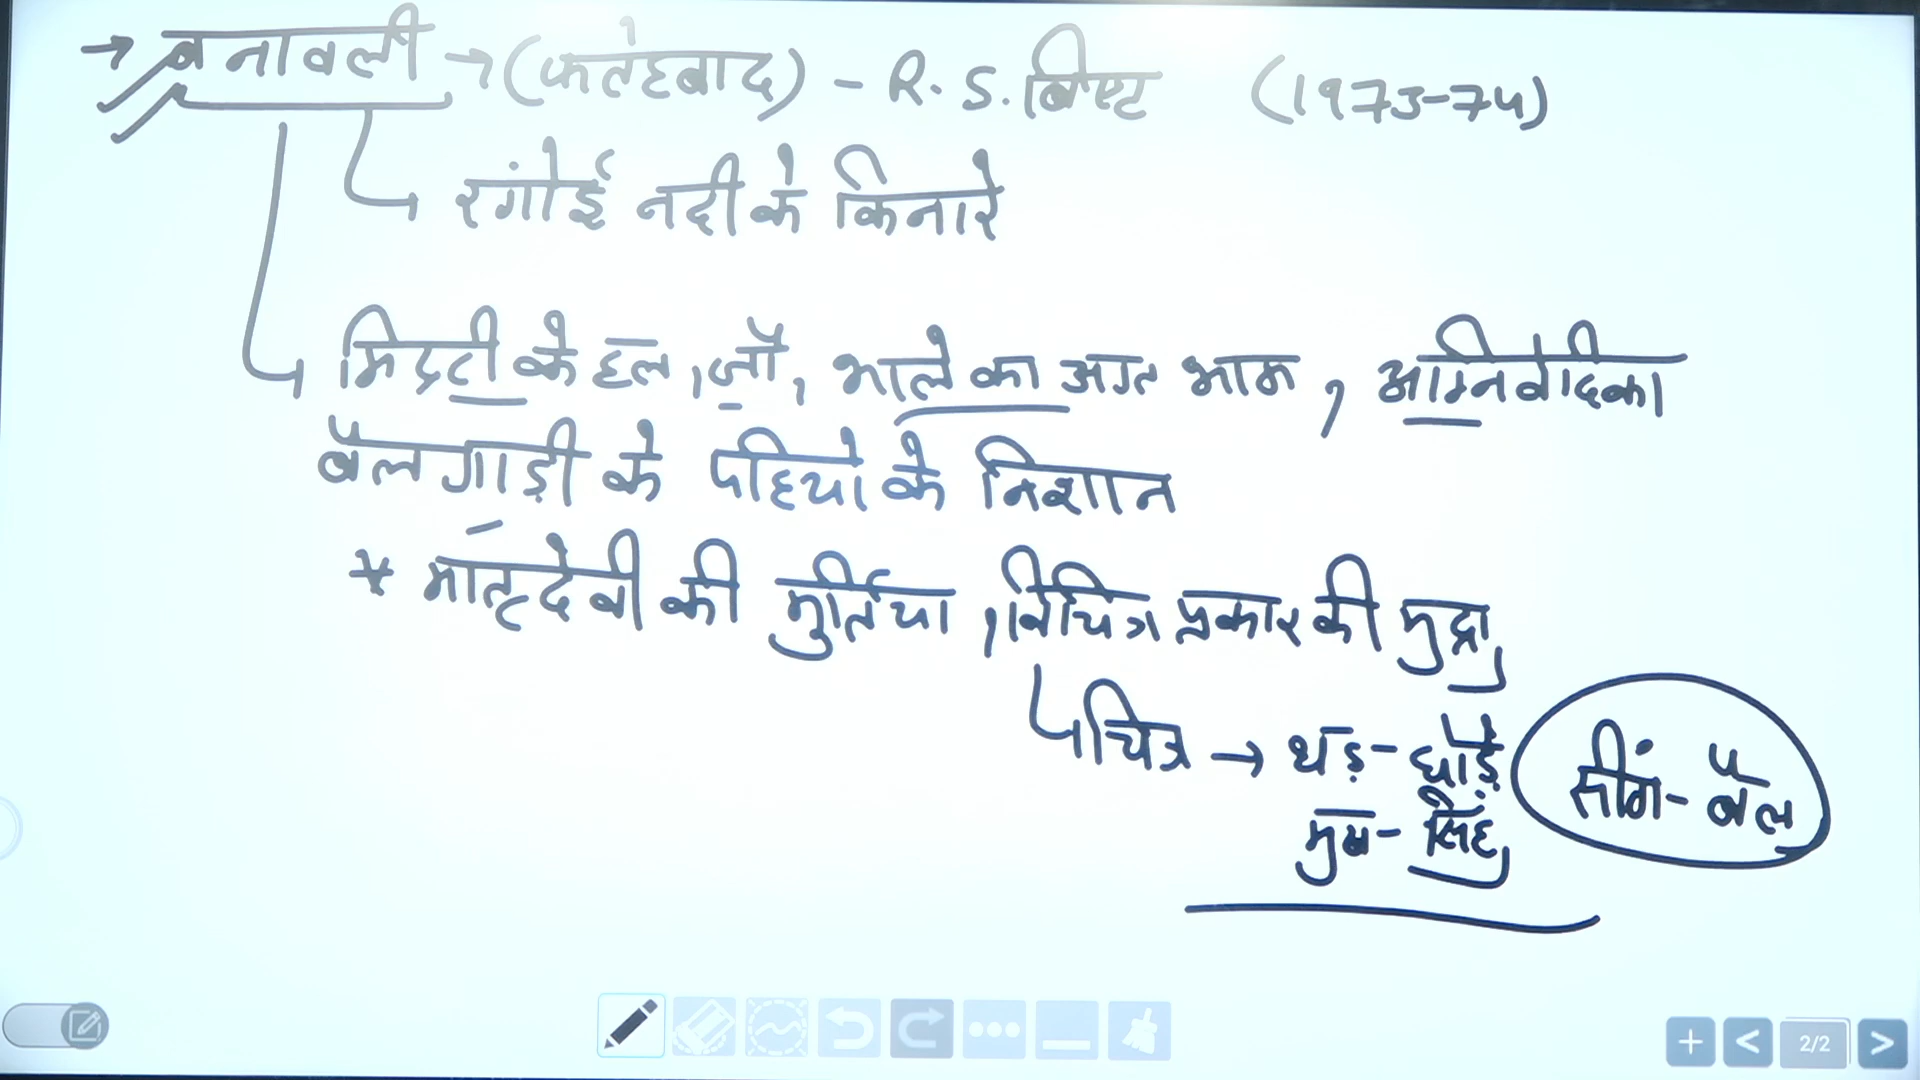 → बनावली → (फतेहबाद) - R. S. बिष्ट (1973-74)
रंगोई नदी के किनारे
मिट्टी के हल, जौ, भाले का अग्र भाग, अग्निवेदिका
बैलगाड़ी के पहियो के निशान
* मातृदेवी की मुर्तिया, विचित्र प्रकार की मुद्रा
चित्र → धड़ - घोड़े
मुख - सिंह
सींग - बैल
2/2